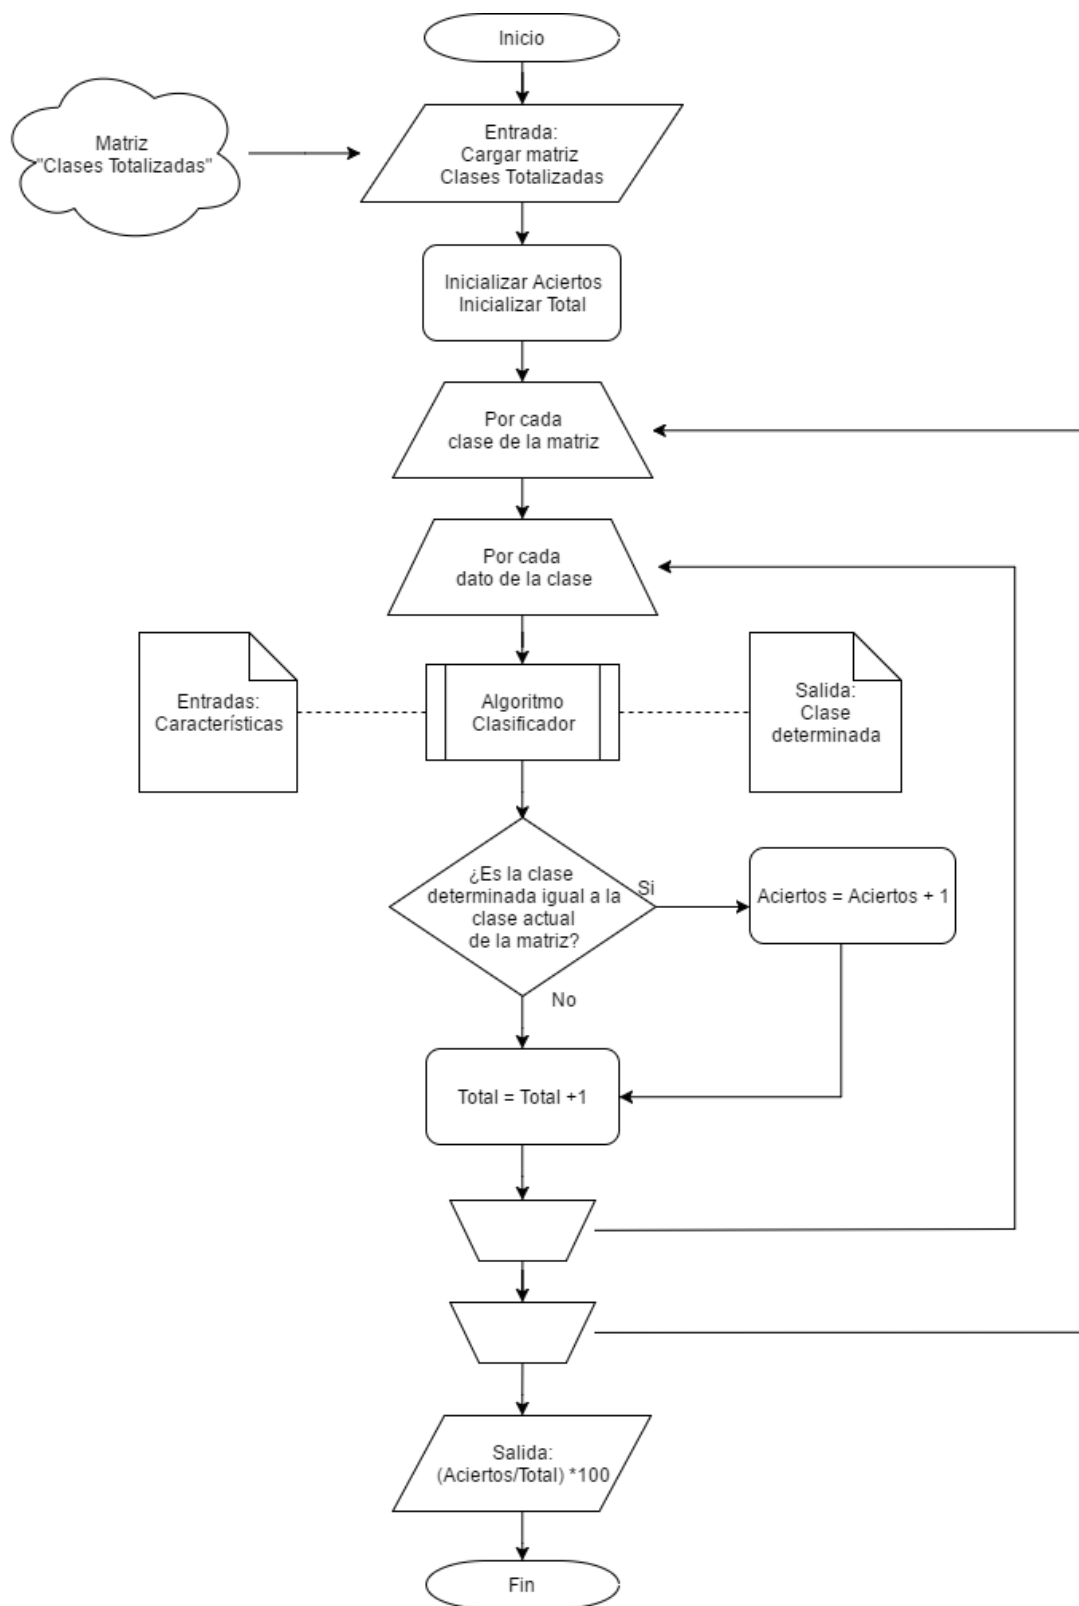 Inicio
Matriz
"Clases Totalizadas"
Entrada:
Cargar matriz
Clases Totalizadas
Inicializar Aciertos
Inicializar Total
Por cada
clase de la matriz
Por cada
dato de la clase
Entradas:
Característícas
Algoritmo
Clasificador
Salida:
Clase
determinada
¿Es la clase
determinada igual a la
clase actual
de la matriz?
Si
Aciertos = Aciertos + 1
No
Total = Total +1
Salida:
(Aciertos/Total) *100
Fin